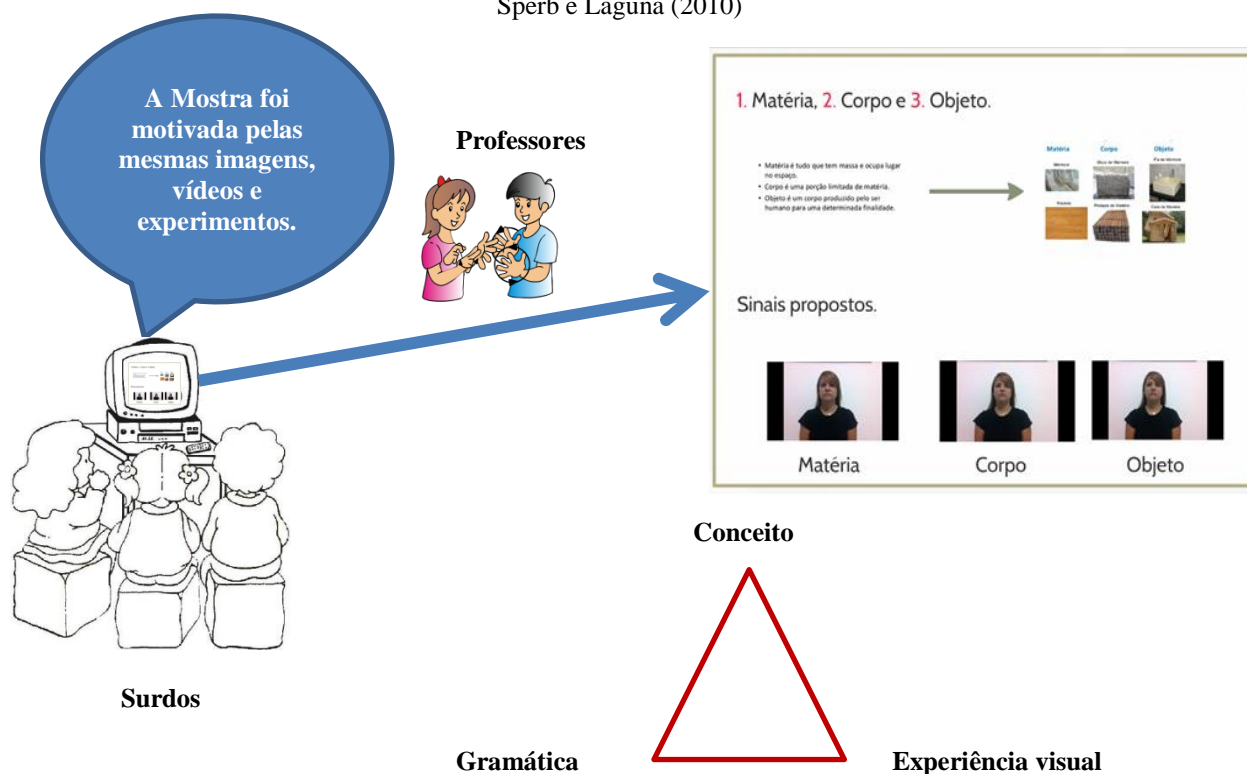 Sperb e Laguna (2010)
A Mostra foi
motivada pelas
mesmas imagens,
vídeos e
experimentos.
Professores
1. Matéria, 2. Corpo e 3. Objeto.
• Matéria é tudo que tem massa e ocupa lugar
no espaço.
• Corpo é uma porção limitada de matéria.
• Objeto é um corpo produzido pelo ser
humano para uma determinada finalidade.
Matéria Corpo Objeto
Sinais propostos.
Matéria Corpo Objeto
Surdos
Conceito
Gramática Experiência visual